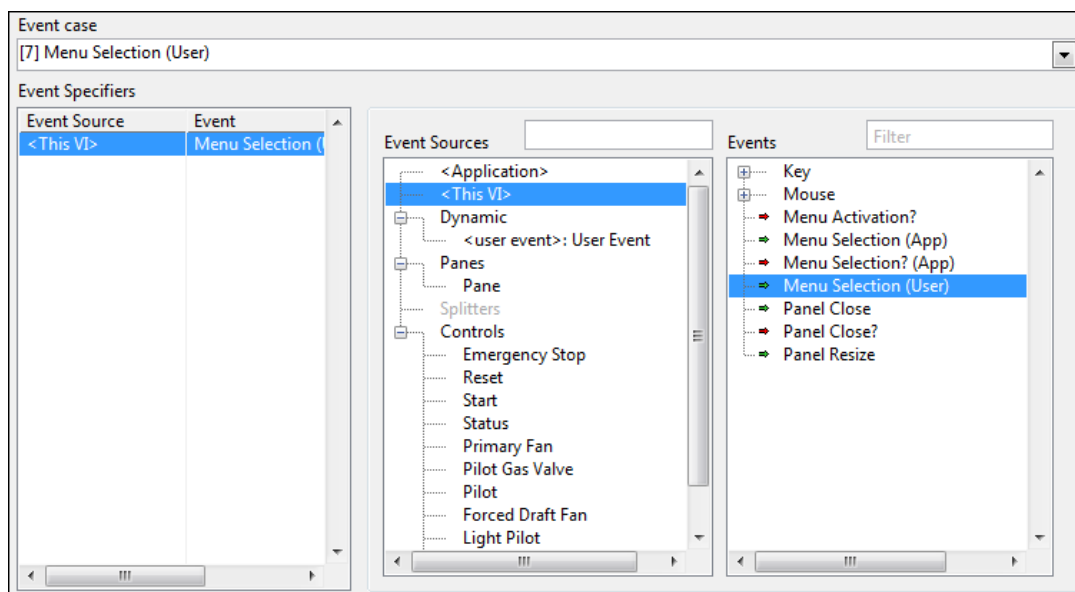 Event case
[7] Menu Selection (User)
Event Specifiers
Event Source Event
<This VI> Menu Selection (U
Event Sources
<Application>
<This VI>
Dynamic
<user event>: User Event
Panes
Pane
Splitters
Controls
Emergency Stop
Reset
Start
Status
Primary Fan
Pilot Gas Valve
Pilot
Forced Draft Fan
Light Pilot
Events Filter
Key
Mouse
Menu Activation?
Menu Selection (App)
Menu Selection? (App)
Menu Selection (User)
Panel Close
Panel Close?
Panel Resize